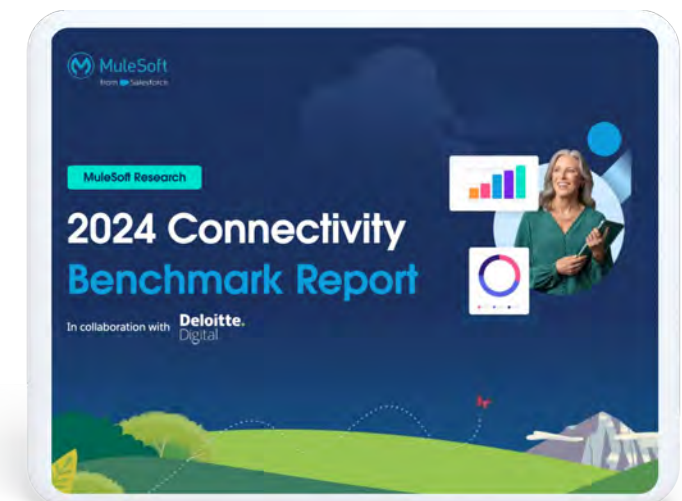 MuleSoft
from Salesforce
MuleSoft Research
2024 Connectivity
Benchmark Report
In collaboration with Deloitte.
Digital